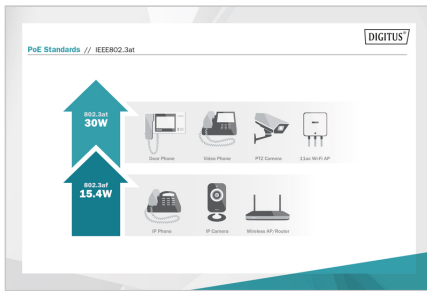 DIGITUS®
PoE Standards // IEEE802.3at
802.3at
30W
Door Phone Video Phone PTZ Camera 11ac Wi-Fi AP
802.3af
15.4W
IP Phone IP Camera Wireless AP/Router